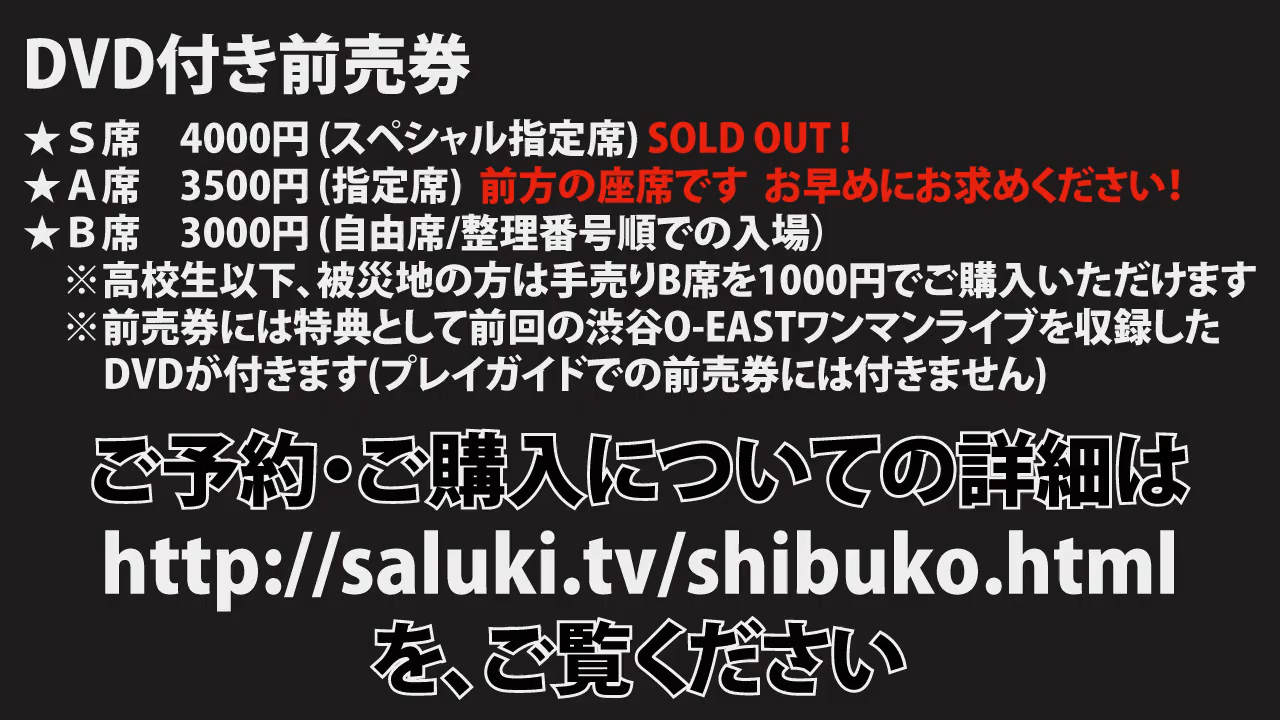 DVD付き前売券
★S席　4000円 (スペシャル指定席) SOLD OUT !
★A席　3500円 (指定席) 前方の座席です お早めにお求めください!
★B席　3000円 (自由席/整理番号順での入場）
※高校生以下、被災地の方は手売りB席を1000円でご購入いただけます
※前売券には特典として前回の渋谷O-EASTワンマンライブを収録した
DVDが付きます(プレイガイドでの前売券には付きません)
ご予約・ご購入についての詳細は
http://saluki.tv/shibuko.html
を、ご覧ください